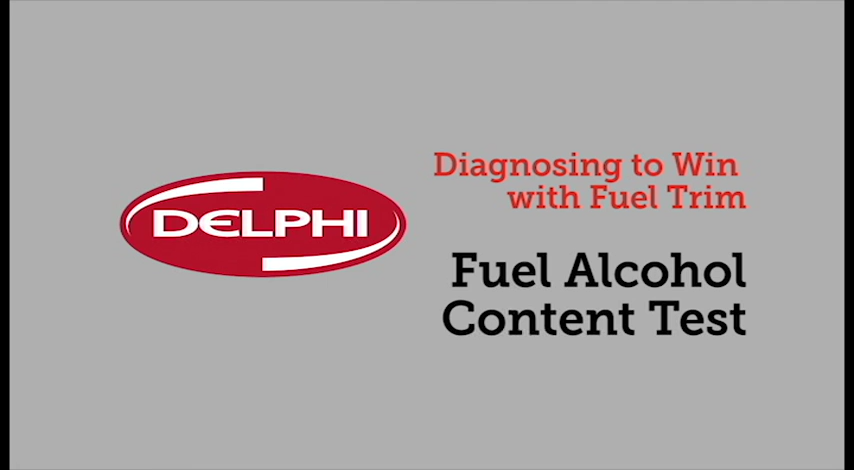 DELPHI
Diagnosing to Win
with Fuel Trim
Fuel Alcohol
Content Test